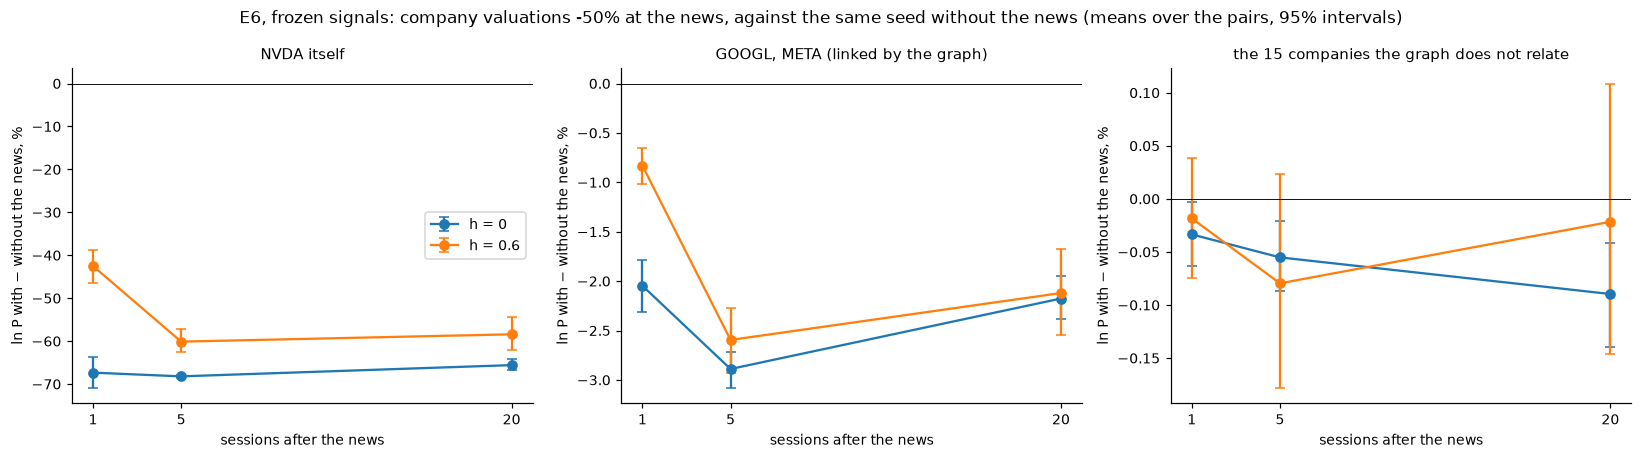 E6, frozen signals: company valuations -50% at the news, against the same seed without the news (means over the pairs, 95% intervals)
NVDA itself
ln P with − without the news, %
0
−10
−20
−30
−40
−50
−60
−70
h = 0
h = 0.6
1
5
20
sessions after the news
GOOGL, META (linked by the graph)
ln P with − without the news, %
0.0
−0.5
−1.0
−1.5
−2.0
−2.5
−3.0
1
5
20
sessions after the news
the 15 companies the graph does not relate
ln P with − without the news, %
0.10
0.05
0.00
−0.05
−0.10
−0.15
1
5
20
sessions after the news